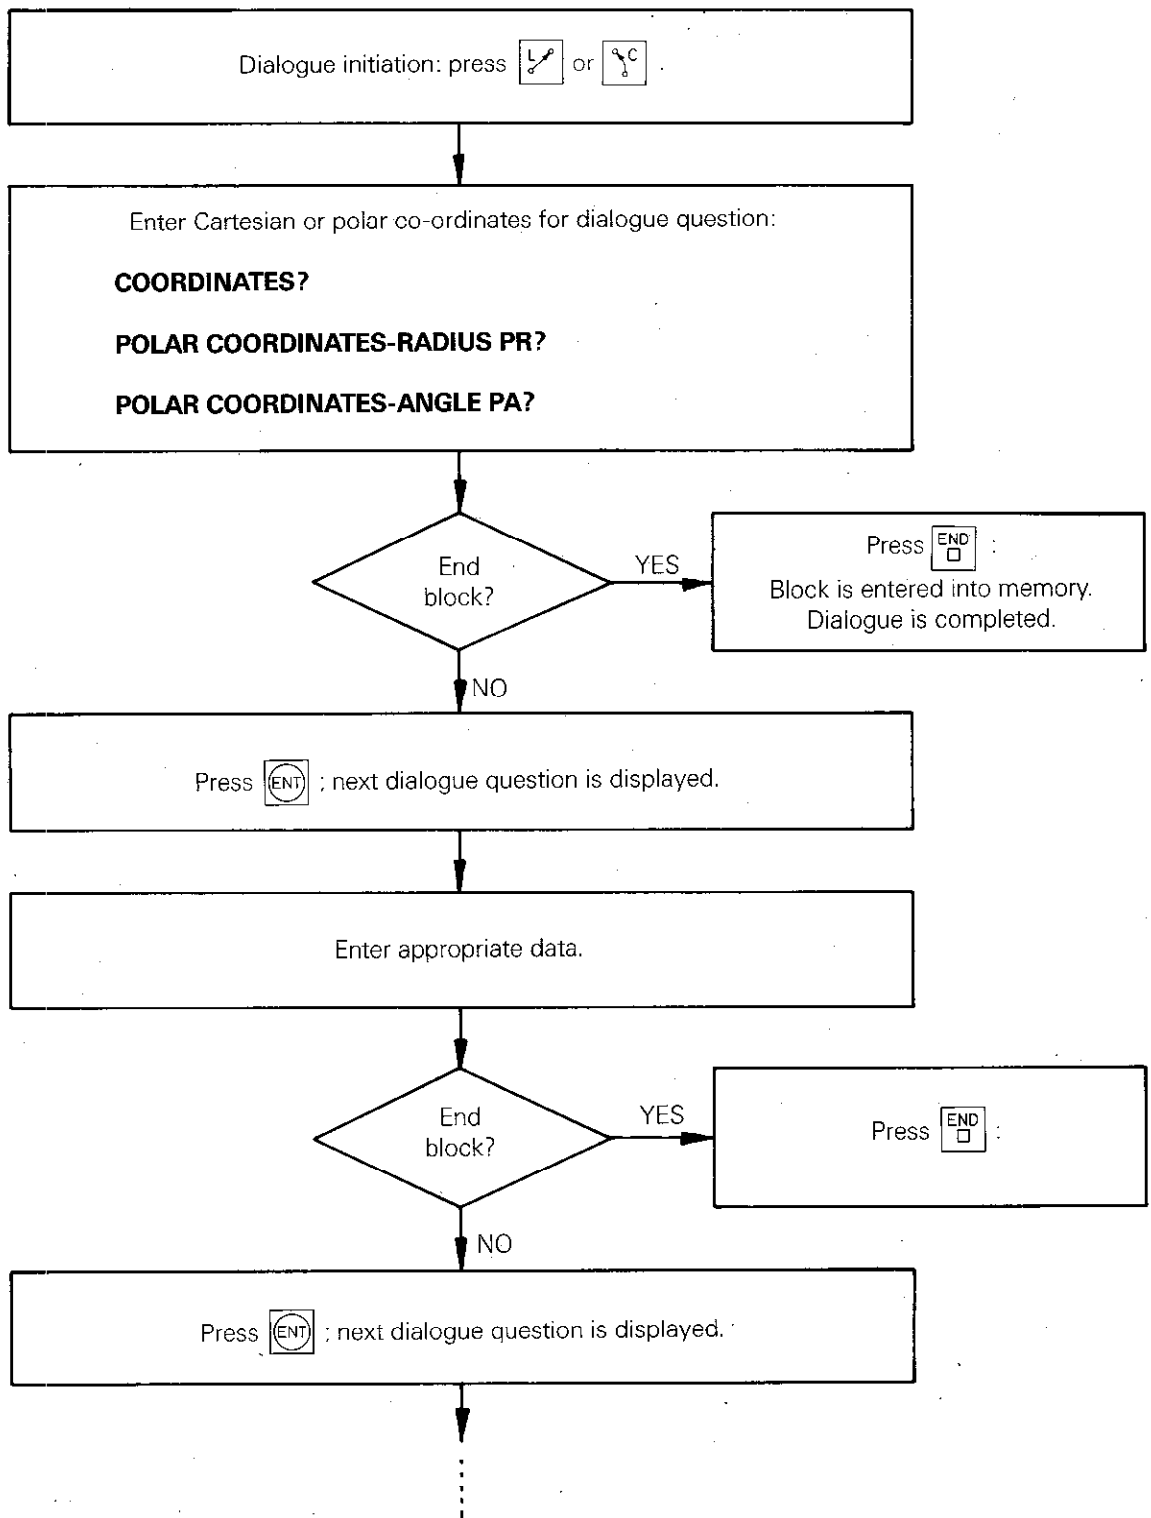 Dialogue initiation: press L or C .
Enter Cartesian or polar co-ordinates for dialogue question:
COORDINATES?
POLAR COORDINATES-RADIUS PR?
POLAR COORDINATES-ANGLE PA?
End
block?
YES
Press END :
Block is entered into memory.
Dialogue is completed.
NO
Press ENT ; next dialogue question is displayed.
Enter appropriate data.
End
block?
YES
Press END :
NO
Press ENT ; next dialogue question is displayed.